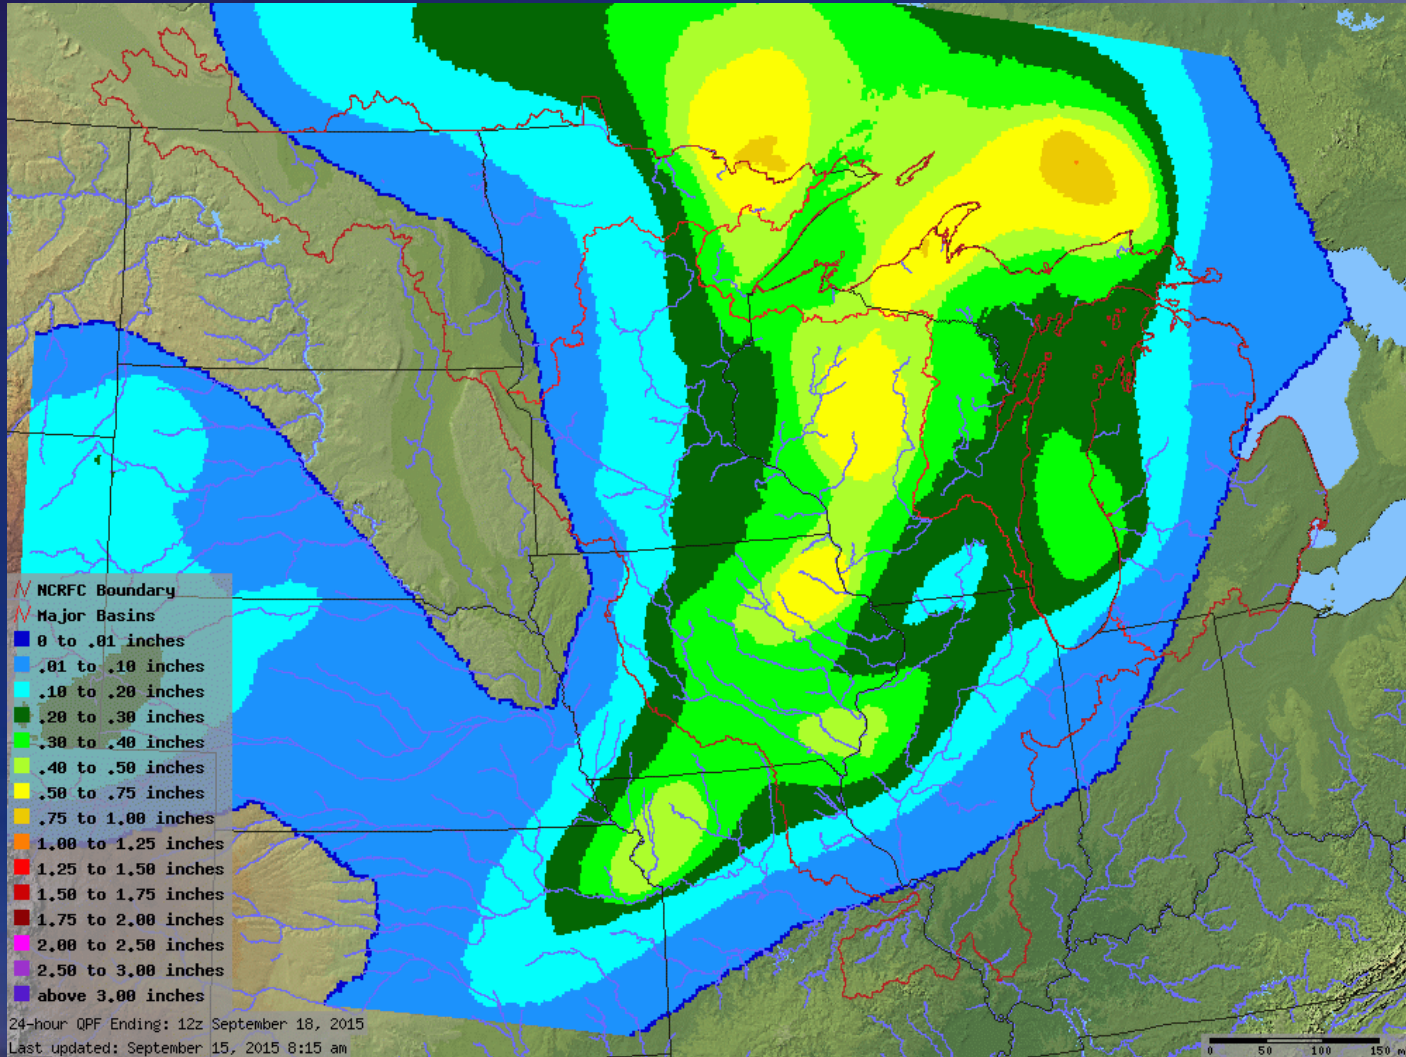 NCRFC Boundary
Major Basins
0 to .01 inches
.01 to .10 inches
.10 to .20 inches
.20 to .30 inches
.30 to .40 inches
.40 to .50 inches
.50 to .75 inches
.75 to 1.00 inches
1.00 to 1.25 inches
1.25 to 1.50 inches
1.50 to 1.75 inches
1.75 to 2.00 inches
2.00 to 2.50 inches
2.50 to 3.00 inches
above 3.00 inches
24-hour QPF Ending: 12z September 18, 2015
Last updated: September 15, 2015 8:15 am
0 50 100 150 m